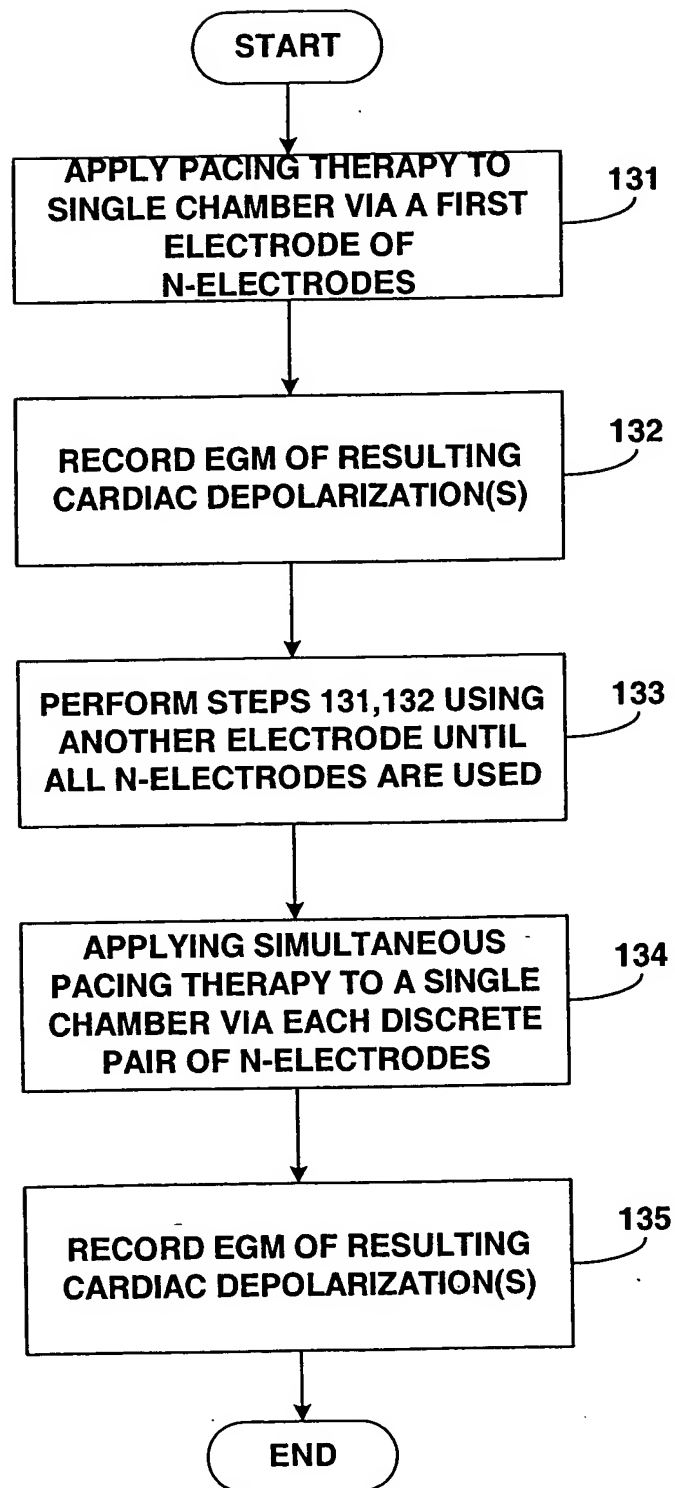 START
APPLY PACING THERAPY TO
SINGLE CHAMBER VIA A FIRST
ELECTRODE OF
N-ELECTRODES
131
RECORD EGM OF RESULTING
CARDIAC DEPOLARIZATION(S)
132
PERFORM STEPS 131,132 USING
ANOTHER ELECTRODE UNTIL
ALL N-ELECTRODES ARE USED
133
APPLYING SIMULTANEOUS
PACING THERAPY TO A SINGLE
CHAMBER VIA EACH DISCRETE
PAIR OF N-ELECTRODES
134
RECORD EGM OF RESULTING
CARDIAC DEPOLARIZATION(S)
135
END